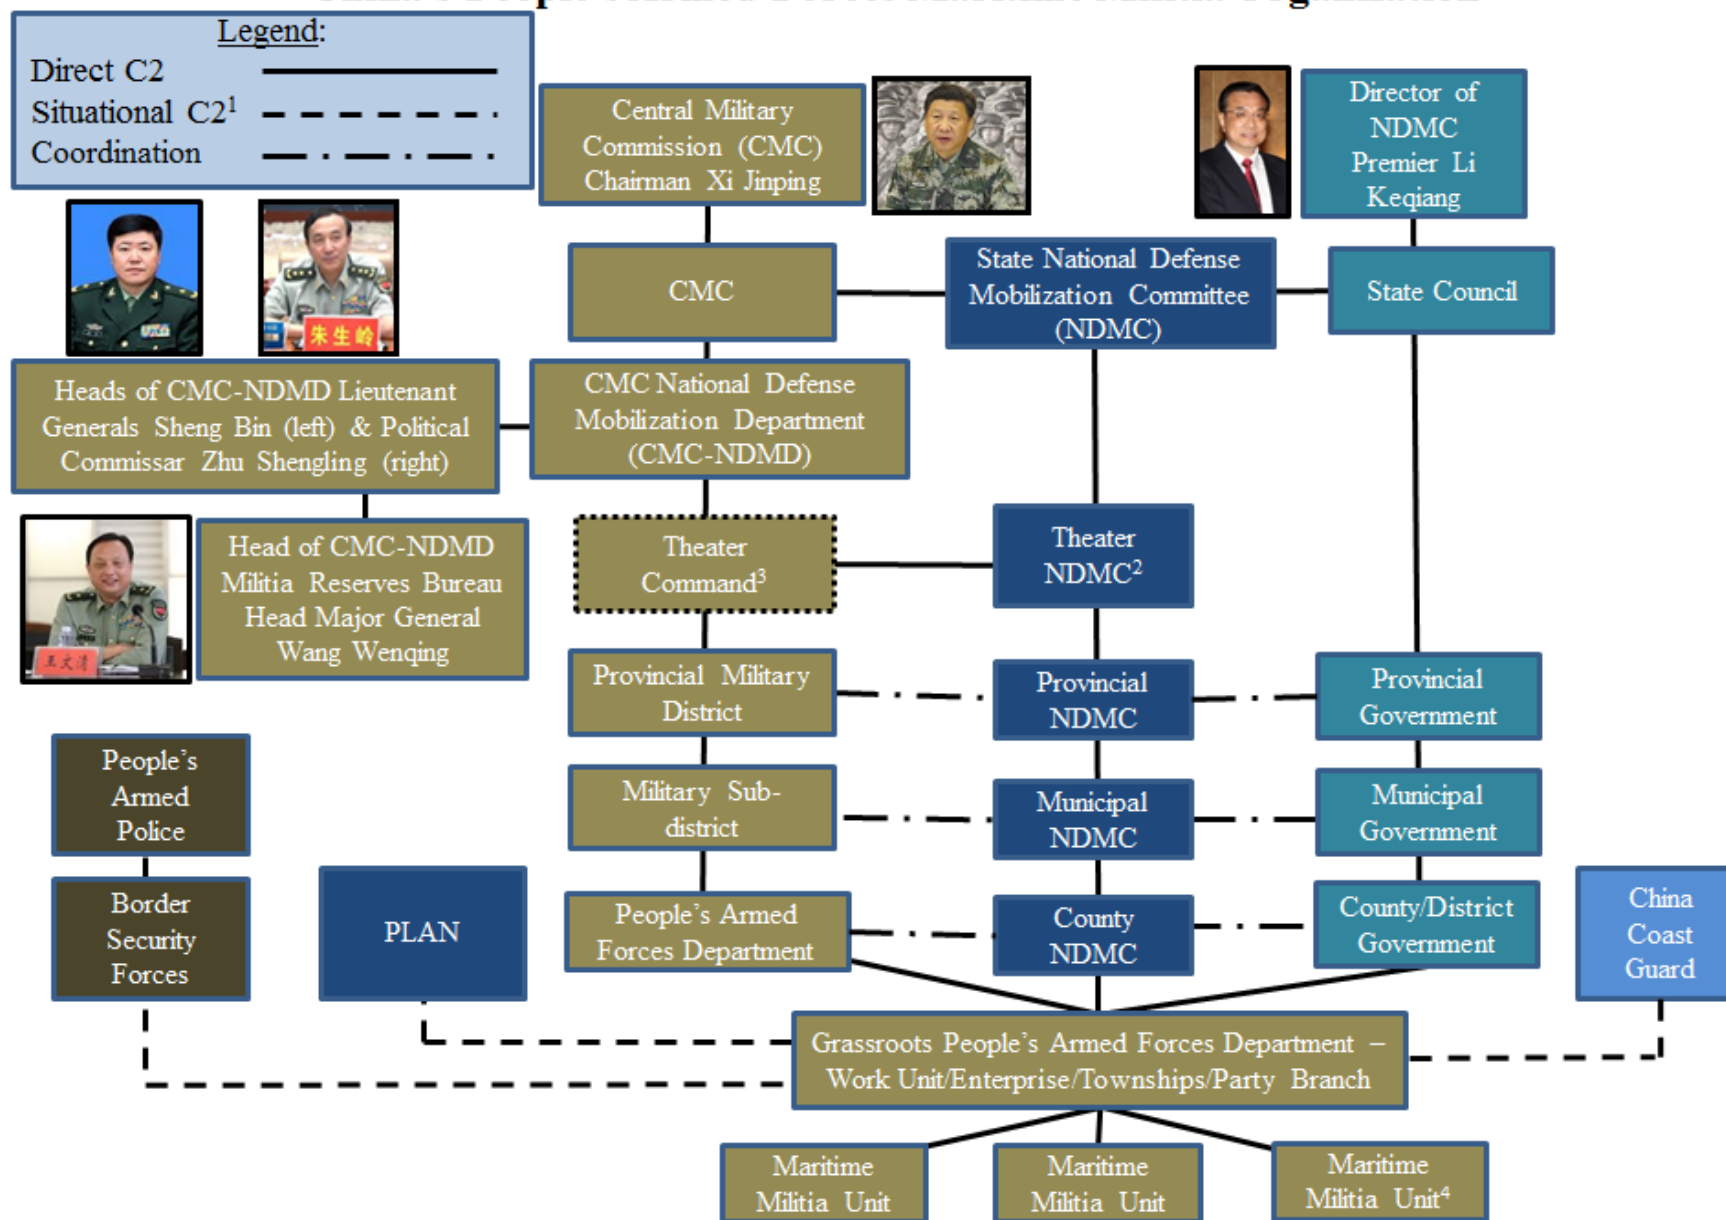 Legend:
Direct C2
Situational C2¹
Coordination
Central Military
Commission (CMC)
Chairman Xi Jinping
Director of
NDMC
Premier Li
Keqiang
CMC
State National Defense
Mobilization Committee
(NDMC)
State Council
朱生岭
Heads of CMC-NDMD Lieutenant
Generals Sheng Bin (left) & Political
Commissar Zhu Shengling (right)
CMC National Defense
Mobilization Department
(CMC-NDMD)
王文清
Head of CMC-NDMD
Militia Reserves Bureau
Head Major General
Wang Wenqing
Theater
Command³
Theater
NDMC²
Provincial Military
District
Provincial
NDMC
Provincial
Government
People's
Armed
Police
Military Sub-
district
Municipal
NDMC
Municipal
Government
Border
Security
Forces
PLAN
People's Armed
Forces Department
County
NDMC
County/District
Government
China
Coast
Guard
Grassroots People's Armed Forces Department –
Work Unit/Enterprise/Townships/Party Branch
Maritime
Militia Unit
Maritime
Militia Unit
Maritime
Militia Unit⁴